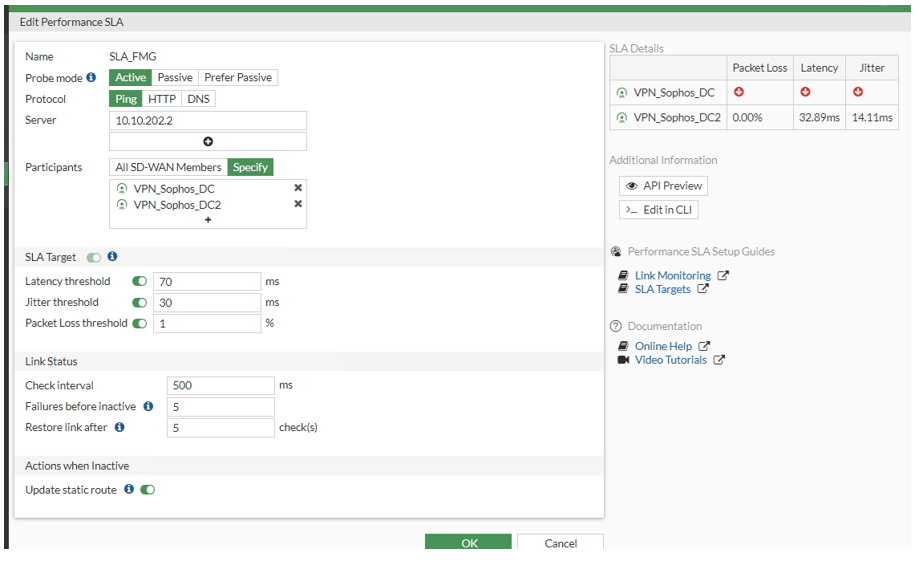 Edit Performance SLA
Name SLA_FMG
Probe mode Active Passive Prefer Passive
Protocol Ping HTTP DNS
Server 10.10.202.2
Participants All SD-WAN Members Specify
VPN_Sophos_DC
VPN_Sophos_DC2
SLA Target
Latency threshold 70 ms
Jitter threshold 30 ms
Packet Loss threshold 1 %
Link Status
Check interval 500 ms
Failures before inactive 5
Restore link after 5 check(s)
Actions when Inactive
Update static route
OK Cancel
SLA Details
Packet Loss Latency Jitter
VPN_Sophos_DC
VPN_Sophos_DC2 0.00% 32.89ms 14.11ms
Additional Information
API Preview
>_ Edit in CLI
Performance SLA Setup Guides
Link Monitoring
SLA Targets
Documentation
Online Help
Video Tutorials